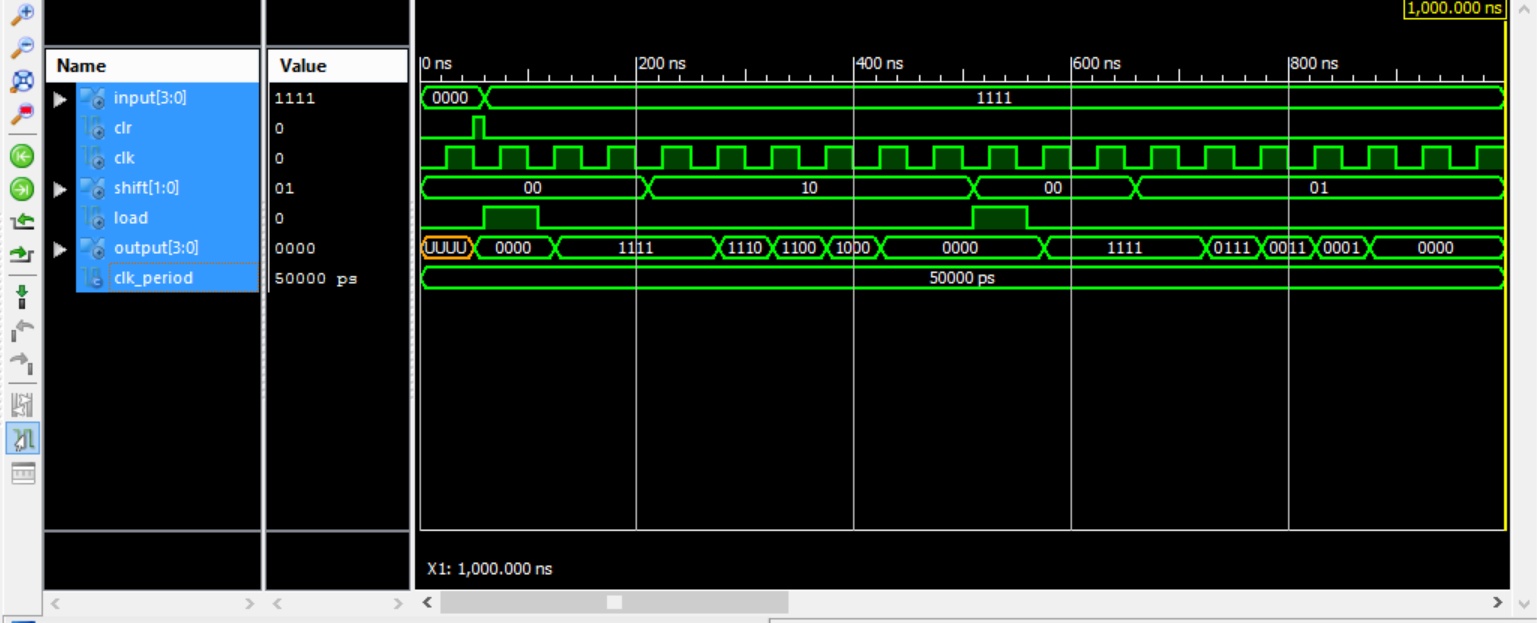 1,000.000 ns
Name Value 0 ns 200 ns 400 ns 600 ns 800 ns
input[3:0] 1111 0000 1111
clr 0
clk 0
shift[1:0] 01 00 10 00 01
load 0
output[3:0] 0000 UUUU 0000 1111 1110 1100 1000 0000 1111 0111 0011 0001 0000
clk_period 50000 ps 50000 ps
X1: 1,000.000 ns